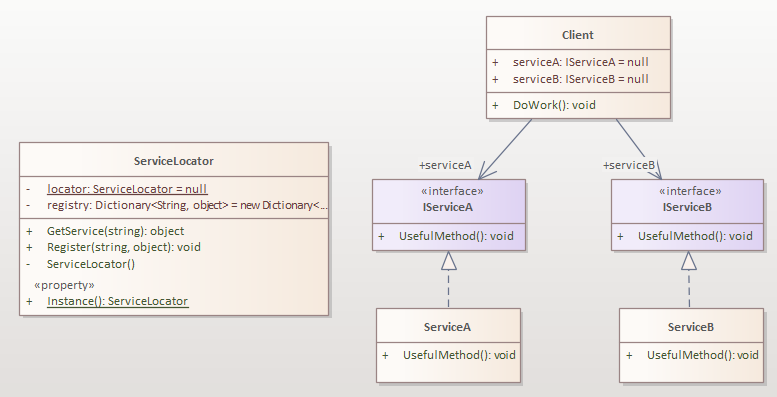 Client
+ serviceA: IServiceA = null
+ serviceB: IServiceB = null
+ DoWork(): void
ServiceLocator
- locator: ServiceLocator = null
- registry: Dictionary<String, object> = new Dictionary<...
+ GetService(string): object
+ Register(string, object): void
- ServiceLocator()
«property»
+ Instance(): ServiceLocator
+serviceA
+serviceB
«interface»
IServiceA
+ UsefulMethod(): void
«interface»
IServiceB
+ UsefulMethod(): void
ServiceA
+ UsefulMethod(): void
ServiceB
+ UsefulMethod(): void